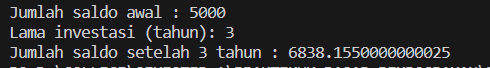 Jumlah saldo awal : 5000
Lama investasi (tahun): 3
Jumlah saldo setelah 3 tahun : 6838.1550000000025